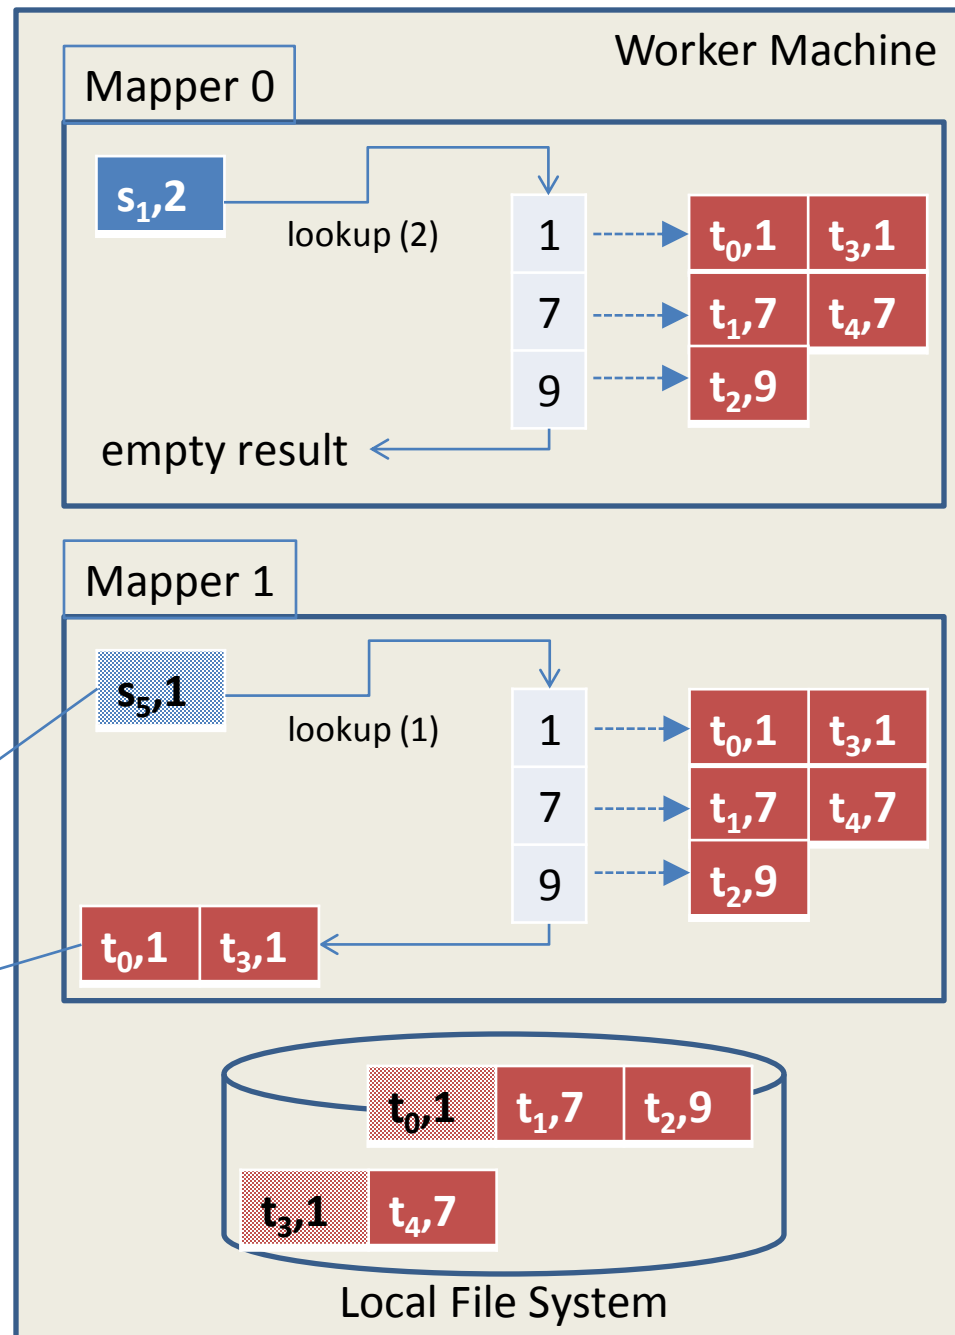 Worker Machine
Mapper 0
s₁,2
lookup (2)
1
t₀,1 t₃,1
7
t₁,7 t₄,7
9
t₂,9
empty result
Mapper 1
s₅,1
lookup (1)
1
t₀,1 t₃,1
7
t₁,7 t₄,7
9
t₂,9
t₀,1 t₃,1
t₀,1 t₁,7 t₂,9
t₃,1 t₄,7
Local File System